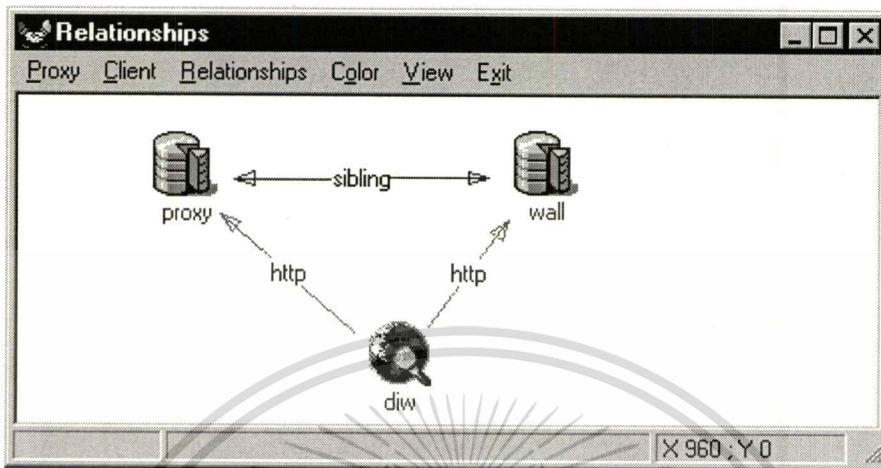 Relationships
Proxy Client Relationships Color View Exit
sibling
proxy
wall
http
http
diw
X 960 ; Y 0